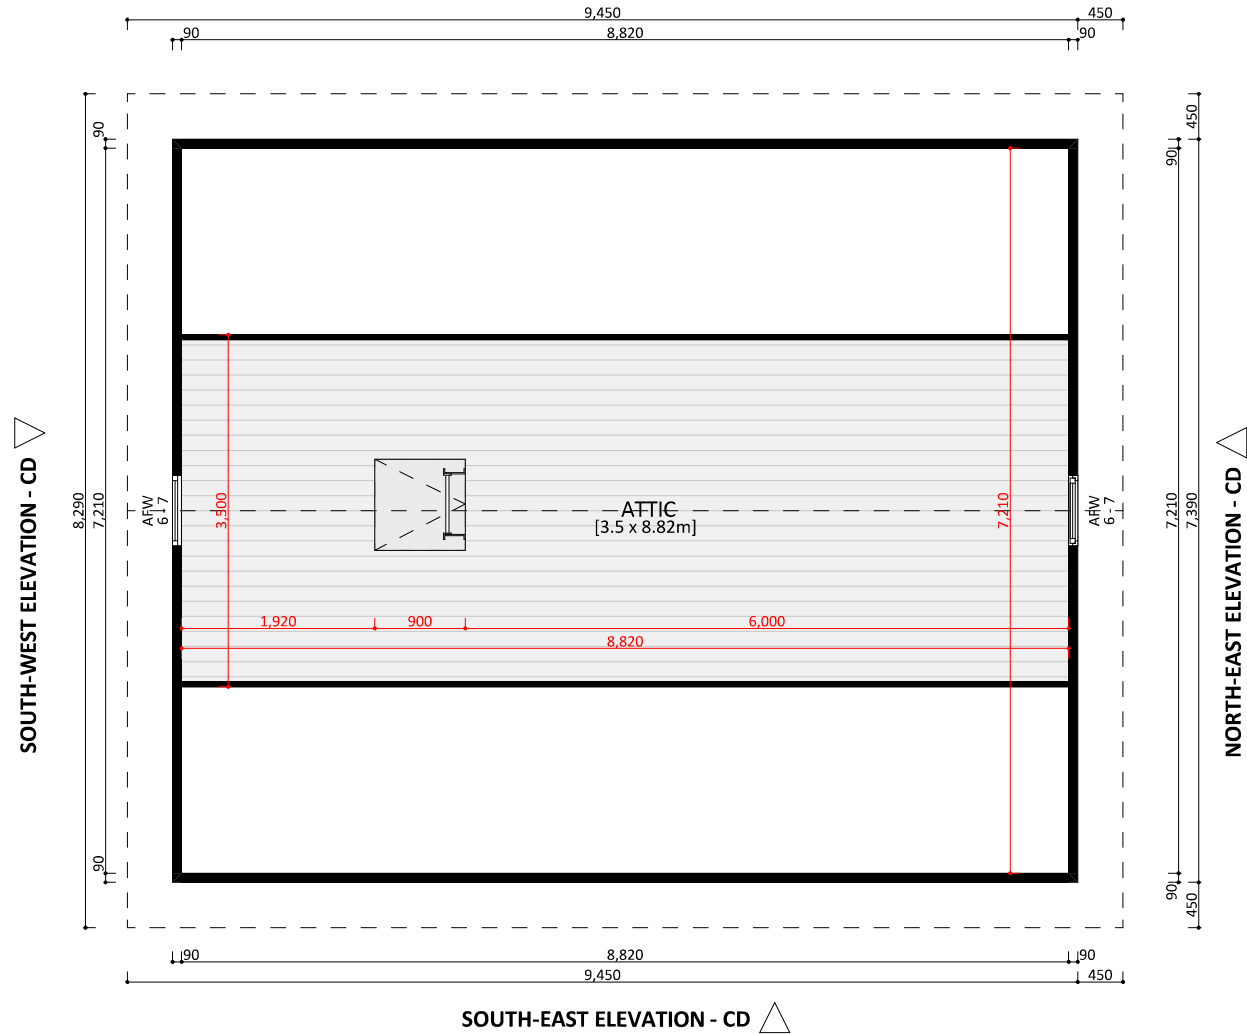 9,450
450
90
8,820
90
90
450
90
SOUTH-WEST ELEVATION - CD
8,290
7,210
AFW
6 - 7
3,500
ATTIC
[3.5 x 8.82m]
7,210
AFW
6 - 7
7,210
7,390
NORTH-EAST ELEVATION - CD
1,920
900
6,000
8,820
90
90
450
90
8,820
90
9,450
450
SOUTH-EAST ELEVATION - CD